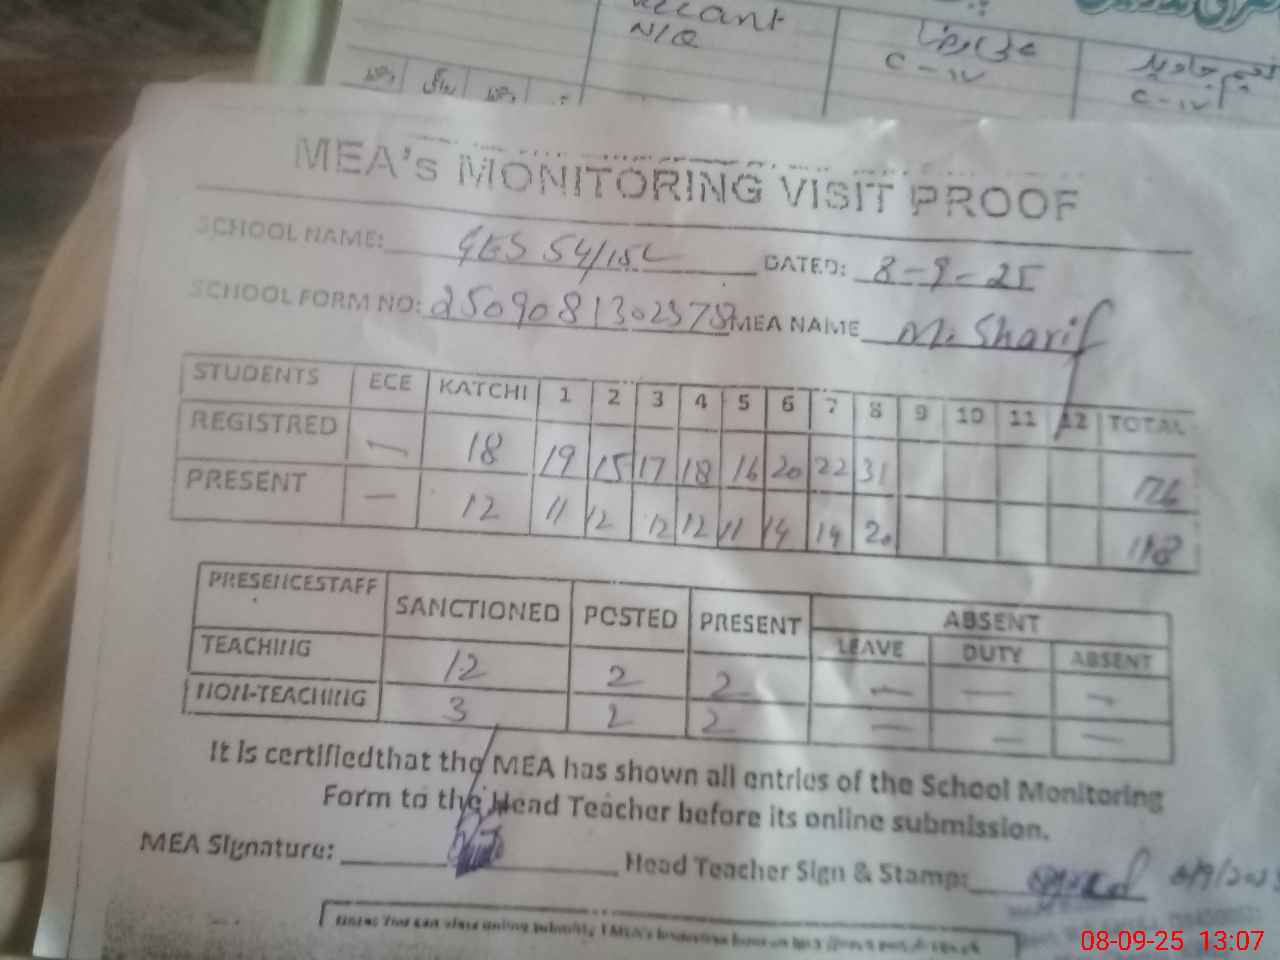 N/Q
C-IV
C-IV
MEA's MONITORING VISIT PROOF
SCHOOL NAME: GES 54/15L DATED: 8-9-25
SCHOOL FORM NO: MEA NAME M. Sharif
STUDENTS ECE KATCHI 1 2 3 4 5 6 7 8 9 10 11 12 TOTAL
REGISTRED — 18 19 15 17 18 16 20 22 31 176
PRESENT — 12 11 12 12 12 11 14 14 20 118
PRESENCESTAFF SANCTIONED POSTED PRESENT ABSENT
LEAVE DUTY ABSENT
TEACHING 12 2 2 — — —
NON-TEACHING 3 2 2 — — —
It is certifiedthat the MEA has shown all entries of the School Monitoring
Form to the Head Teacher before its online submission.
MEA Signature: Head Teacher Sign & Stamp:
08-09-25 13:07